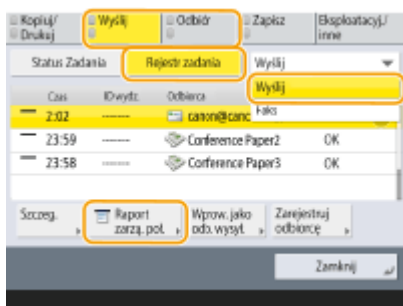 Kopiuj/ Drukuj
Wyślij
Odbiór
Zapisz
Eksploatacyj./ inne
Status Zadania
Rejestr zadania
Wyślij
Wyślij
Faks
Czas
ID wydz.
Odbiorca
2:02
--------
canon@canc
23:59
--------
Conference Paper2
OK
23:58
--------
Conference Paper3
OK
Szczeg.
Raport zarzą. poł.
Wprow. jako odb. wysył.
Zarejestruj odbiorcę
Zamknij